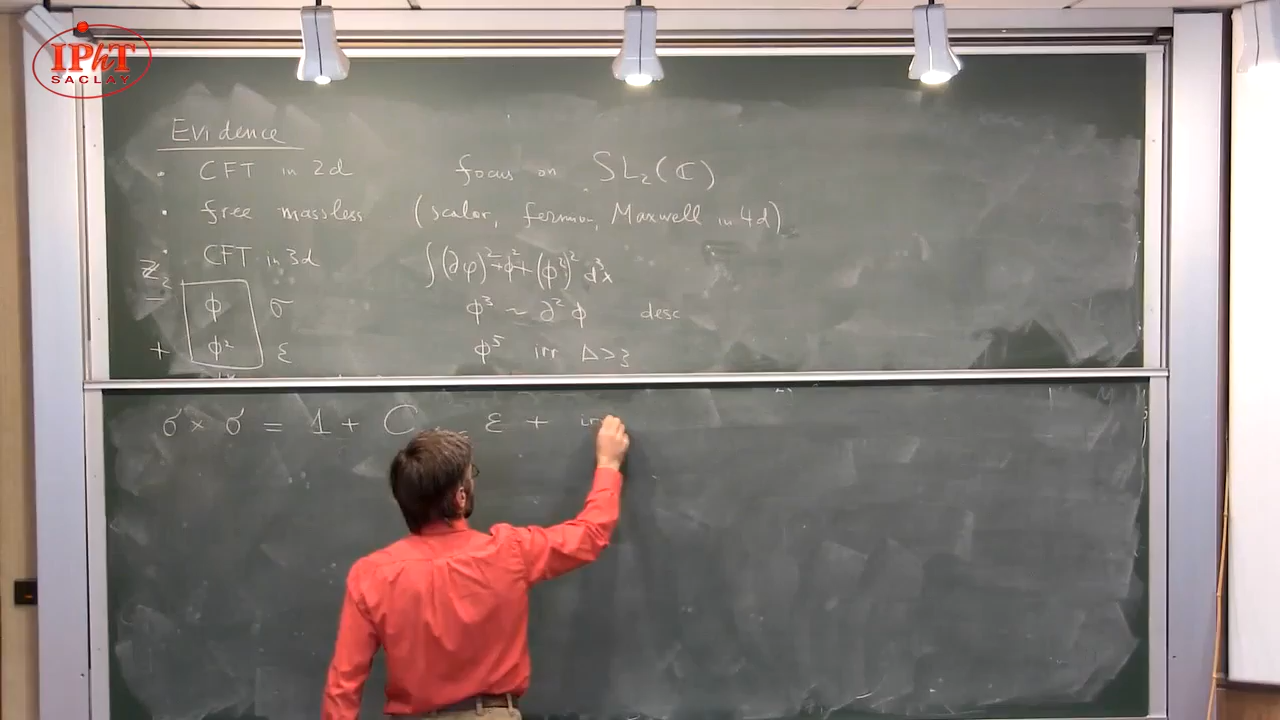 IPhT
SACLAY
Evidence
· CFT in 2d focus on SL₂(ℂ)
· free massless (scalar, fermion, Maxwell in 4d)
· CFT in 3d ∫(∂φ)²+ϕ²+(ϕ²)² d³x
ℤ₂
− ϕ σ ϕ³ ~ ∂²ϕ desc
+ ϕ² ε ϕ⁵ irr Δ>3
σ × σ = 1 + C ε +